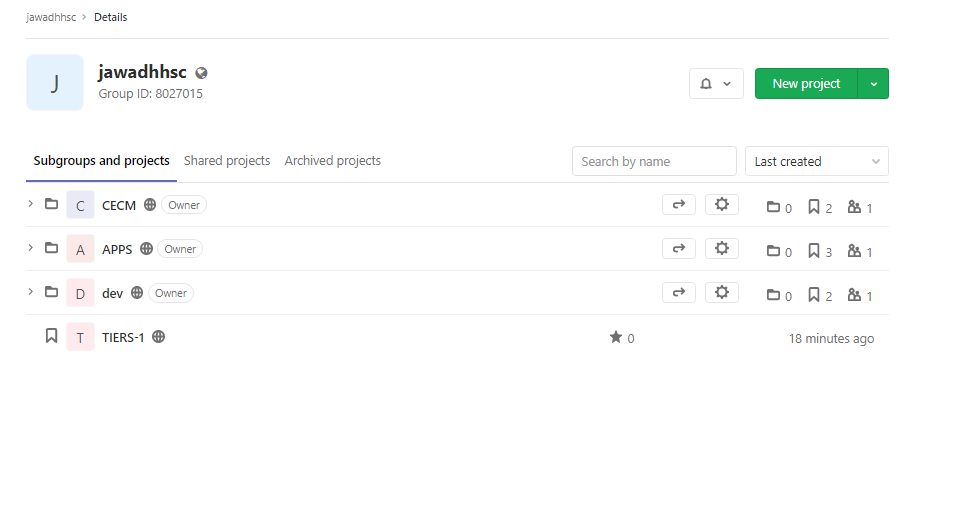 jawadhhsc > Details
J
jawadhhsc
Group ID: 8027015
New project
Subgroups and projects Shared projects Archived projects
Search by name
Last created
C CECM Owner 0 2 1
A APPS Owner 0 3 1
D dev Owner 0 2 1
T TIERS-1 0 18 minutes ago